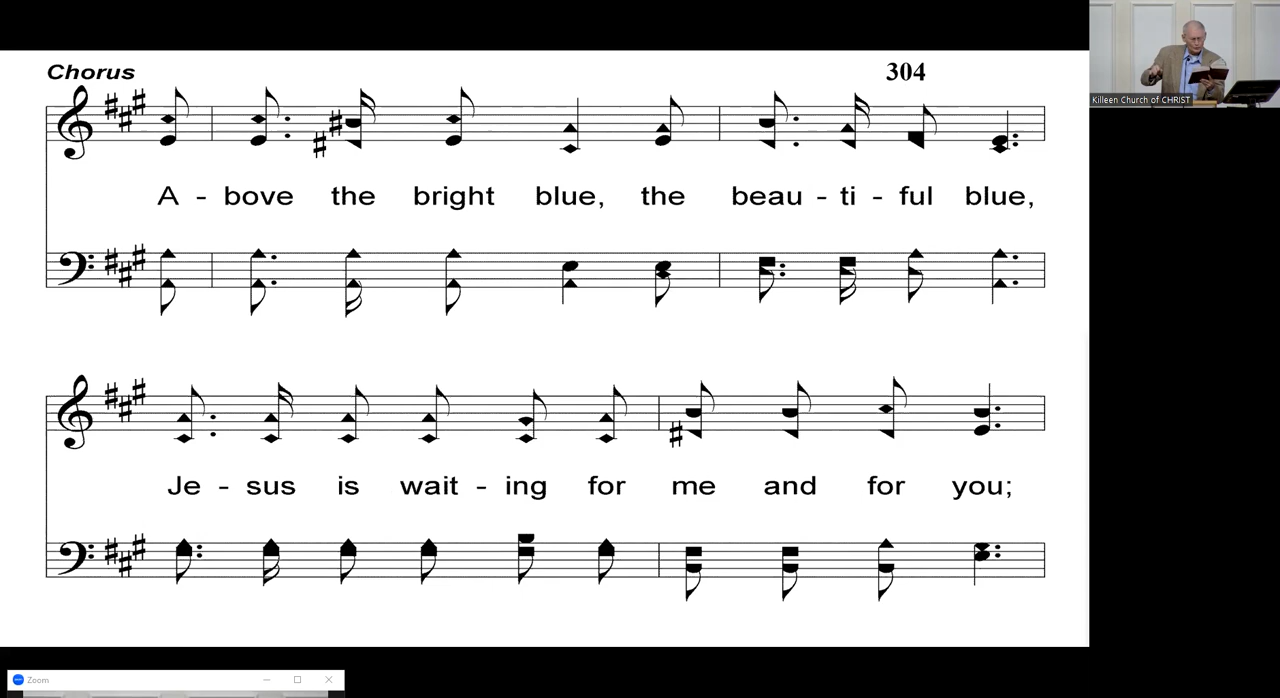 Chorus 304
A - bove the bright blue, the beau - ti - ful blue,
Je - sus is wait - ing for me and for you;
Killeen Church of CHRIST
Zoom